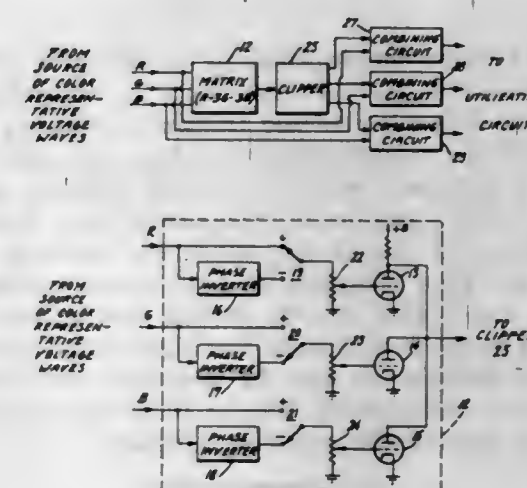 FROM
SOURCE
OF COLOR
REPRESEN-
TATIVE
VOLTAGE
WAVES
R
G
B
12
MATRIX
(R-3G-3B)
25
CLIPPER
27
COMBINING
CIRCUIT
28
COMBINING
CIRCUIT
29
COMBINING
CIRCUIT
TO
UTILIZATION
CIRCUIT
FROM
SOURCE
OF COLOR
REPRESEN-
TATIVE
VOLTAGE
WAVES
R
PHASE
INVERTER
16
+
-
19
22
+B
13
G
PHASE
INVERTER
17
+
-
20
23
14
B
PHASE
INVERTER
18
+
-
21
24
15
TO
CLIPPER
25
12